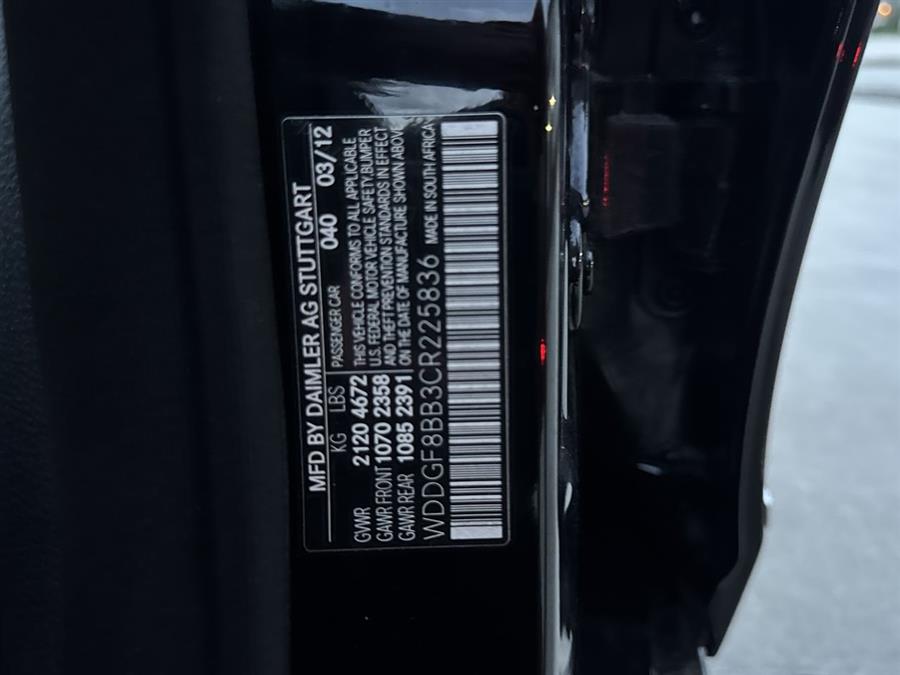 MFD BY DAIMLER AG STUTTGART
KG LBS PASSENGER CAR 040 03/12
GVWR 2120 4672 THIS VEHICLE CONFORMS TO ALL APPLICABLE
U.S. FEDERAL MOTOR VEHICLE SAFETY, BUMPER
GAWR FRONT 1070 2358 AND THEFT PREVENTION STANDARDS IN EFFECT
GAWR REAR 1085 2391 ON THE DATE OF MANUFACTURE SHOWN ABOVE
WDDGF8BB3CR225836 MADE IN SOUTH AFRICA